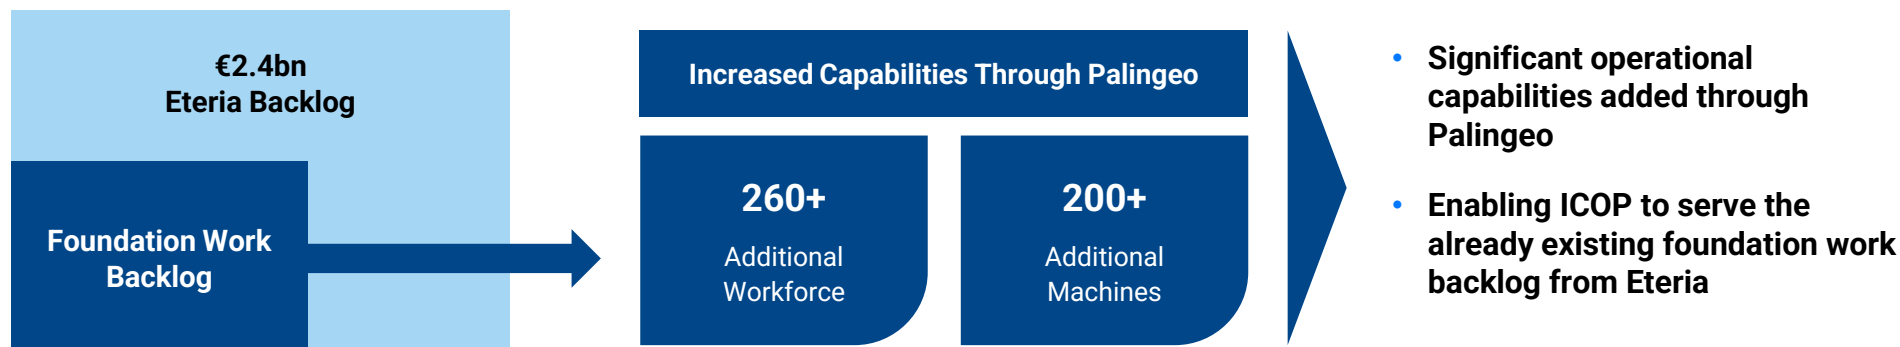 €2.4bn
Eteria Backlog
Foundation Work
Backlog
Increased Capabilities Through Palingeo
260+
Additional
Workforce
200+
Additional
Machines
• Significant operational
capabilities added through
Palingeo
• Enabling ICOP to serve the
already existing foundation work
backlog from Eteria